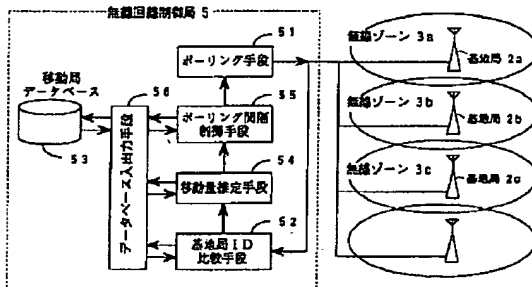 無線回線制御局 5
51
ポーリング手段
移動局
データベース
56
55
ポーリング間隔
制御手段
53
54
移動量推定手段
データベース入出力手段
52
基地局ID
比較手段
無線ゾーン 3a
基地局 2a
無線ゾーン 3b
基地局 2b
無線ゾーン 3c
基地局 2c